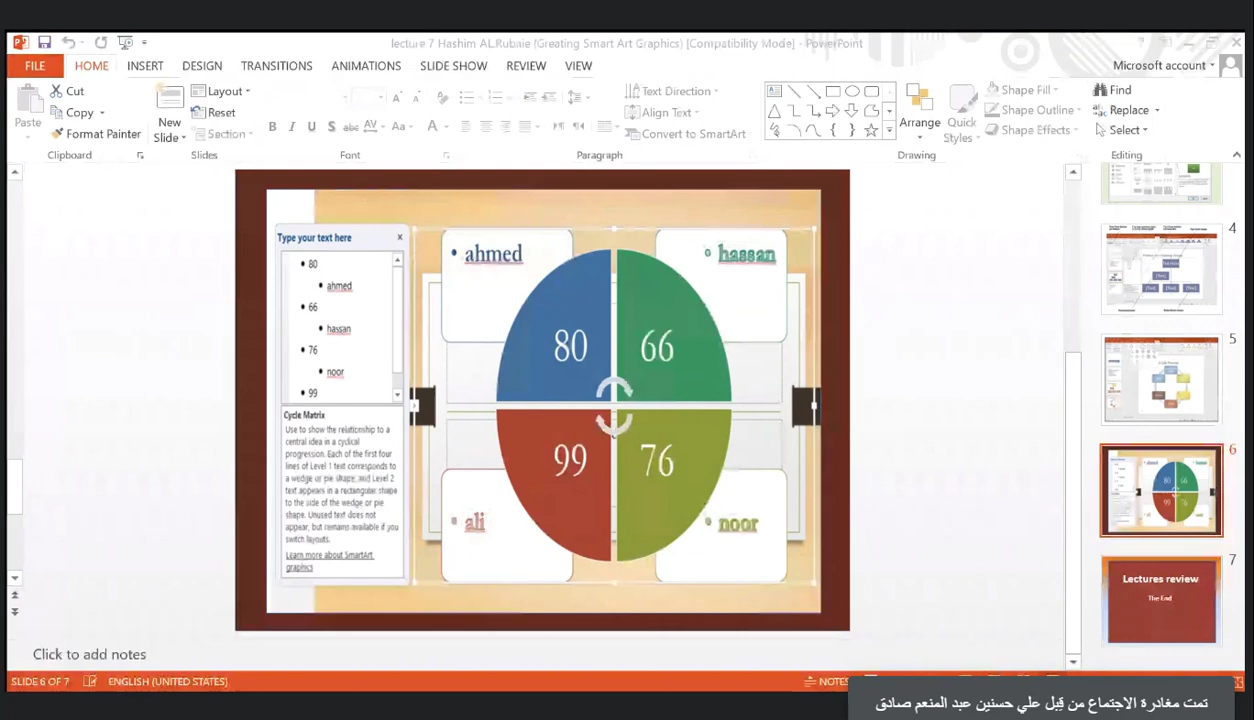 lecture 7 Hashim AL.Rubaie (Greating Smart Art Graphics) [Compatibility Mode] - PowerPoint
FILE HOME INSERT DESIGN TRANSITIONS ANIMATIONS SLIDE SHOW REVIEW VIEW Microsoft account
Paste
Cut
Copy
Format Painter
Clipboard
New Slide
Layout
Reset
Section
Slides
B I U S abc AV Aa A
Font
Text Direction
Align Text
Convert to SmartArt
Paragraph
Arrange
Quick Styles
Shape Fill
Shape Outline
Shape Effects
Drawing
Find
Replace
Select
Editing
Type your text here
80
ahmed
66
hassan
76
noor
99
Cycle Matrix
Use to show the relationship to a
central idea in a cyclical
progression. Each of the first four
lines of Level 1 text corresponds to
a wedge or pie shape, and Level 2
text appears in a rectangular shape
to the side of the wedge or pie
shape. Unused text does not
appear, but remains available if you
switch layouts.
Learn more about SmartArt
graphics
ahmed
hassan
80 66
99 76
ali
noor
4
5
6
7
Lectures review
The End
Click to add notes
SLIDE 6 OF 7 ENGLISH (UNITED STATES) NOTES
تمت مغادرة الاجتماع من قِبل علي حسنين عبد المنعم صادق